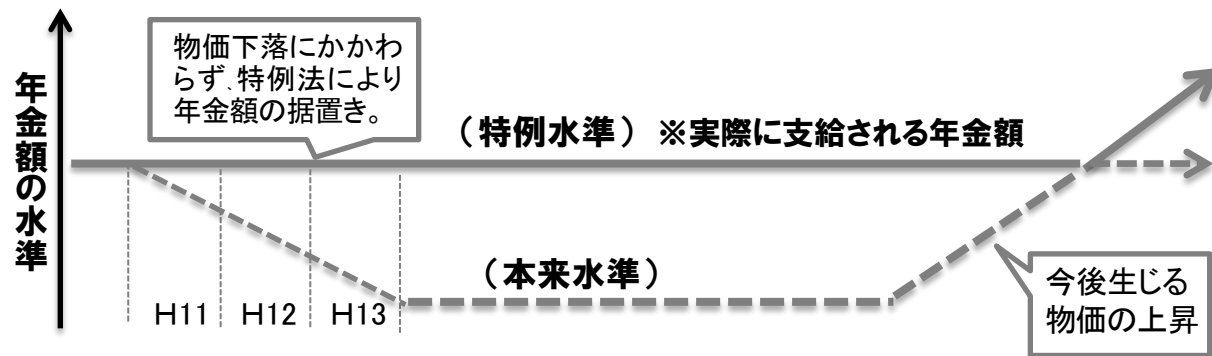 年金額の水準
物価下落にかかわ
らず、特例法により
年金額の据置き。
（特例水準）※実際に支給される年金額
（本来水準）
H11
H12
H13
今後生じる
物価の上昇